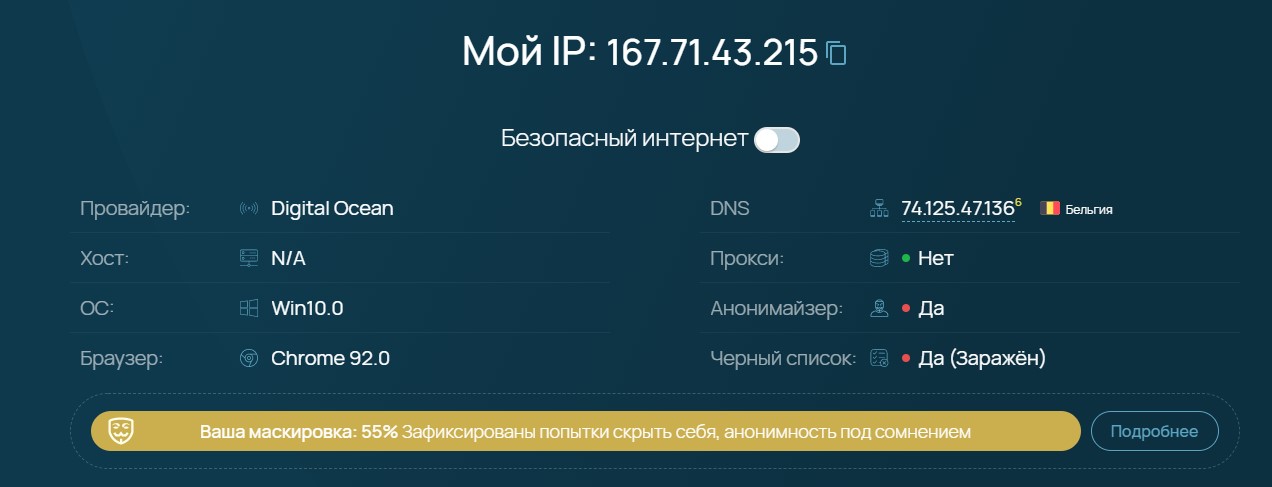 Мой IP: 167.71.43.215
Безопасный интернет
Провайдер: Digital Ocean
DNS 74.125.47.136 6 Бельгия
Хост: N/A
Прокси: Нет
ОС: Win10.0
Анонимайзер: Да
Браузер: Chrome 92.0
Черный список: Да (Заражён)
Ваша маскировка: 55% Зафиксированы попытки скрыть себя, анонимность под сомнением
Подробнее